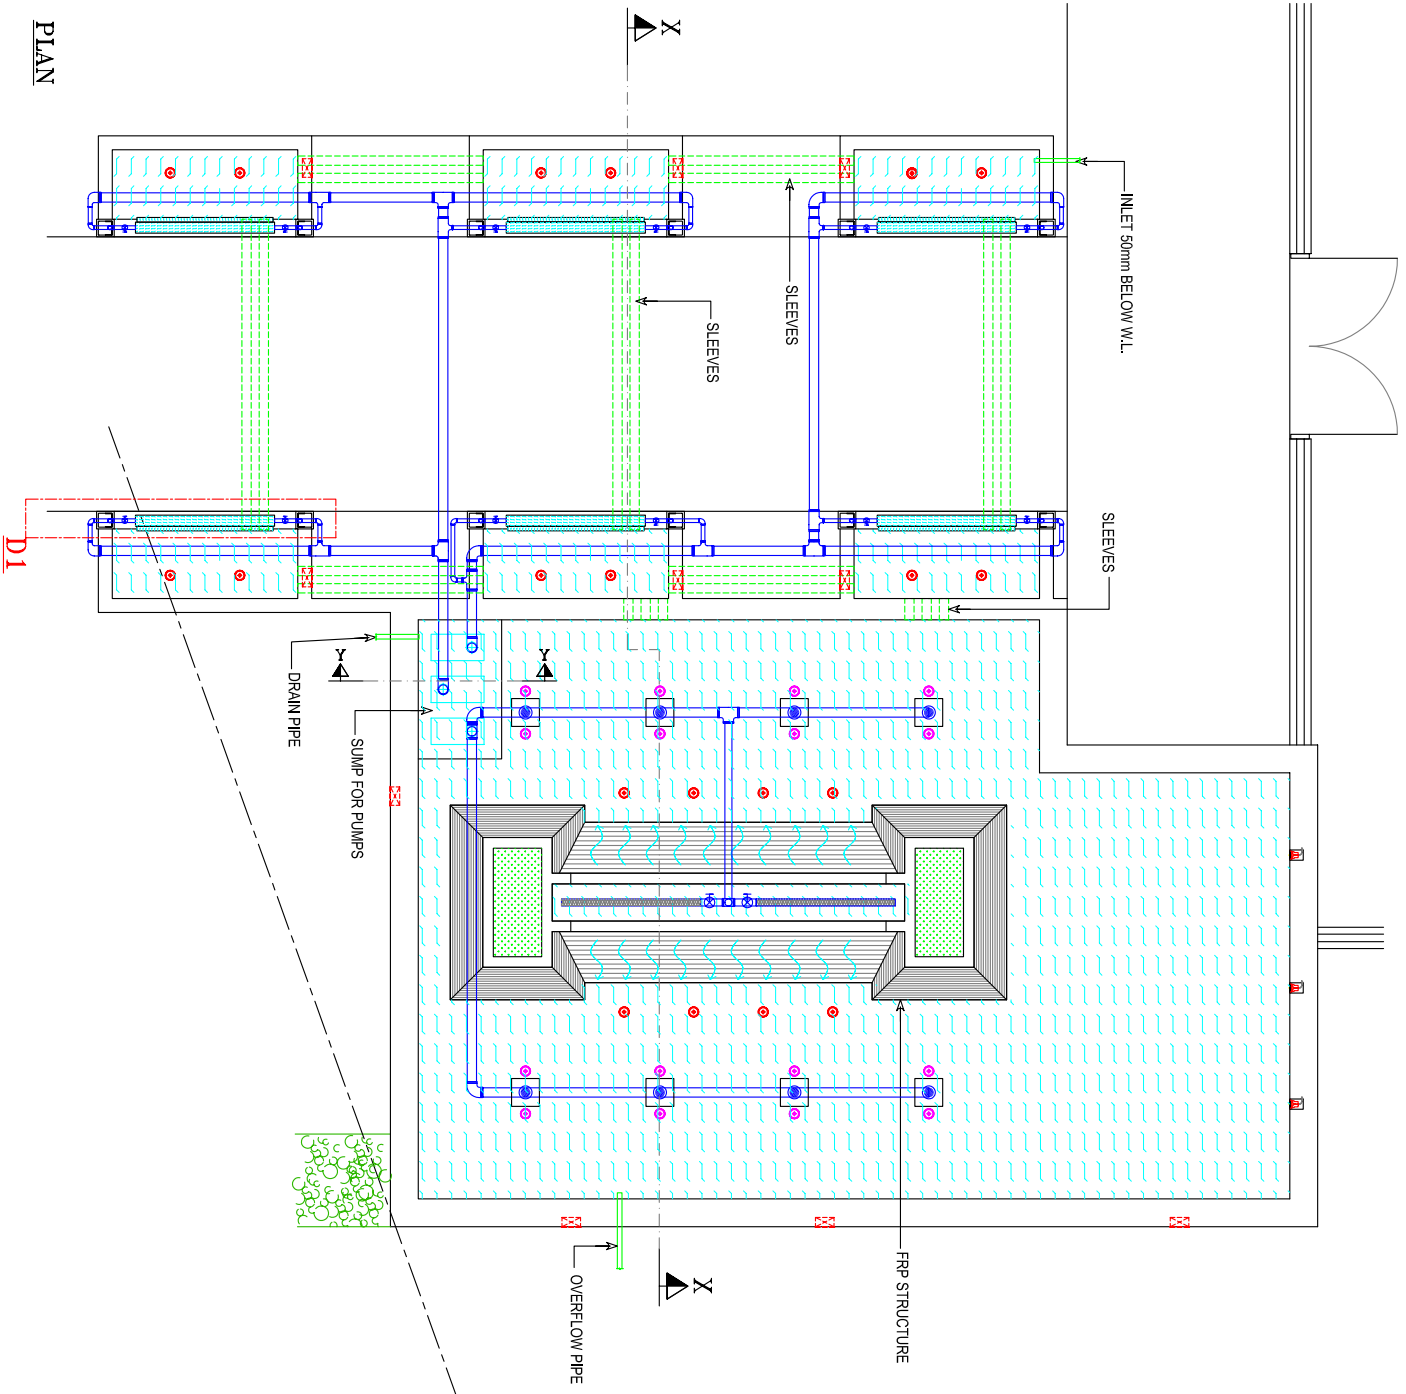 PLAN
X
INLET 50mm BELOW W.L.
SLEEVES
SLEEVES
SLEEVES
D1
Y
Y
DRAIN PIPE
SUMP FOR PUMPS
X
OVERFLOW PIPE
FRP STRUCTURE